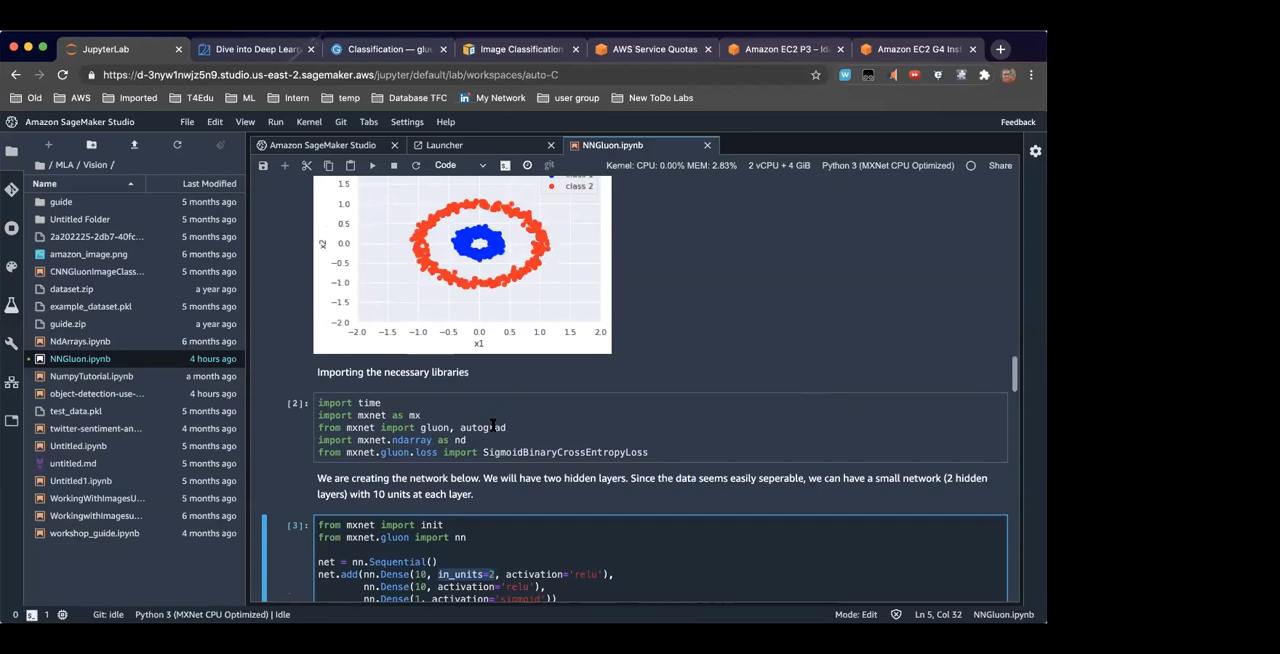 JupyterLab
Dive into Deep Lear
Classification — glu
Image Classification
AWS Service Quotas
Amazon EC2 P3 – Id
Amazon EC2 G4 Inst
https://d-3nyw1nwjz5n9.studio.us-east-2.sagemaker.aws/jupyter/default/lab/workspaces/auto-C
Old AWS Imported T4Edu ML Intern temp Database TFC My Network user group New ToDo Labs
Amazon SageMaker Studio File Edit View Run Kernel Git Tabs Settings Help Feedback
Amazon SageMaker Studio Launcher NNGluon.ipynb
Code git Kernel: CPU: 0.00% MEM: 2.83% 2 vCPU + 4 GiB Python 3 (MXNet CPU Optimized) Share
/ MLA / Vision /
Name Last Modified
guide 5 months ago
Untitled Folder 5 months ago
2a202225-2db7-40fc... 5 months ago
amazon_image.png 6 months ago
CNNGluonImageClass... 5 months ago
dataset.zip a year ago
example_dataset.pkl 5 months ago
guide.zip a year ago
NdArrays.ipynb 6 months ago
NNGluon.ipynb 4 hours ago
NumpyTutorial.ipynb a month ago
object-detection-use-... 4 hours ago
test_data.pkl 5 months ago
twitter-sentiment-an... 5 months ago
Untitled.ipynb 5 months ago
untitled.md 5 months ago
Untitled1.ipynb 5 months ago
WorkingWithImagesU... 5 months ago
WorkingwithImagesu... 6 months ago
workshop_guide.ipynb 4 months ago
class 2
1.5
1.0
0.5
0.0
−0.5
−1.0
−1.5
−2.0
x2
−2.0 −1.5 −1.0 −0.5 0.0 0.5 1.0 1.5 2.0
x1
Importing the necessary libraries
[2]: import time
import mxnet as mx
from mxnet import gluon, autograd
import mxnet.ndarray as nd
from mxnet.gluon.loss import SigmoidBinaryCrossEntropyLoss
We are creating the network below. We will have two hidden layers. Since the data seems easily seperable, we can have a small network (2 hidden
layers) with 10 units at each layer.
[3]: from mxnet import init
from mxnet.gluon import nn
net = nn.Sequential()
net.add(nn.Dense(10, in_units=2, activation='relu'),
nn.Dense(10, activation='relu'),
nn.Dense(1, activation='sigmoid'))
0 1 Git: idle Python 3 (MXNet CPU Optimized) | Idle Mode: Edit Ln 5, Col 32 NNGluon.ipynb